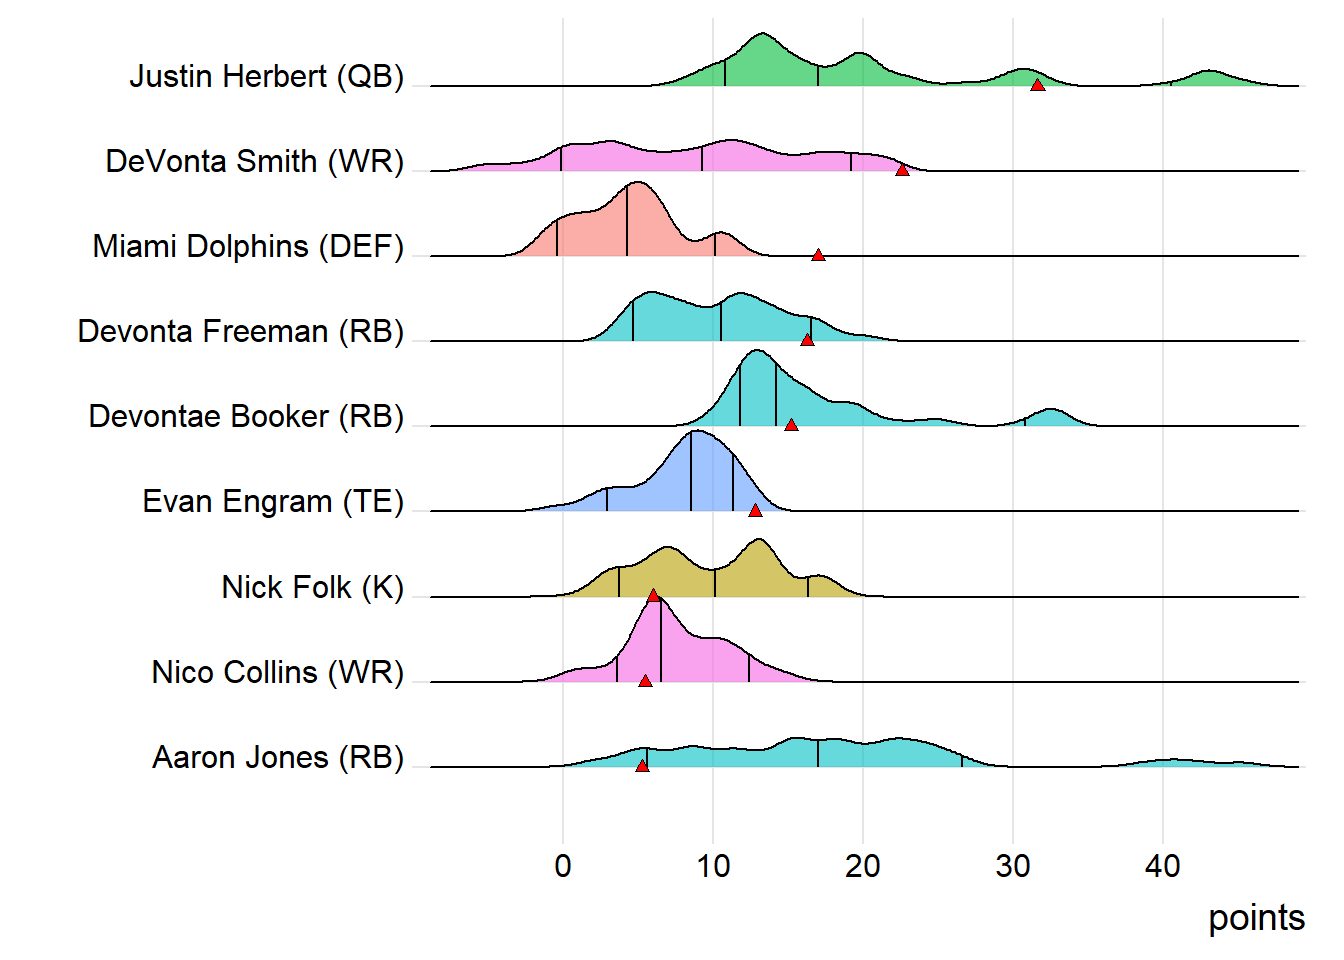 Justin Herbert (QB)
DeVonta Smith (WR)
Miami Dolphins (DEF)
Devonta Freeman (RB)
Devontae Booker (RB)
Evan Engram (TE)
Nick Folk (K)
Nico Collins (WR)
Aaron Jones (RB)
0 10 20 30 40
points